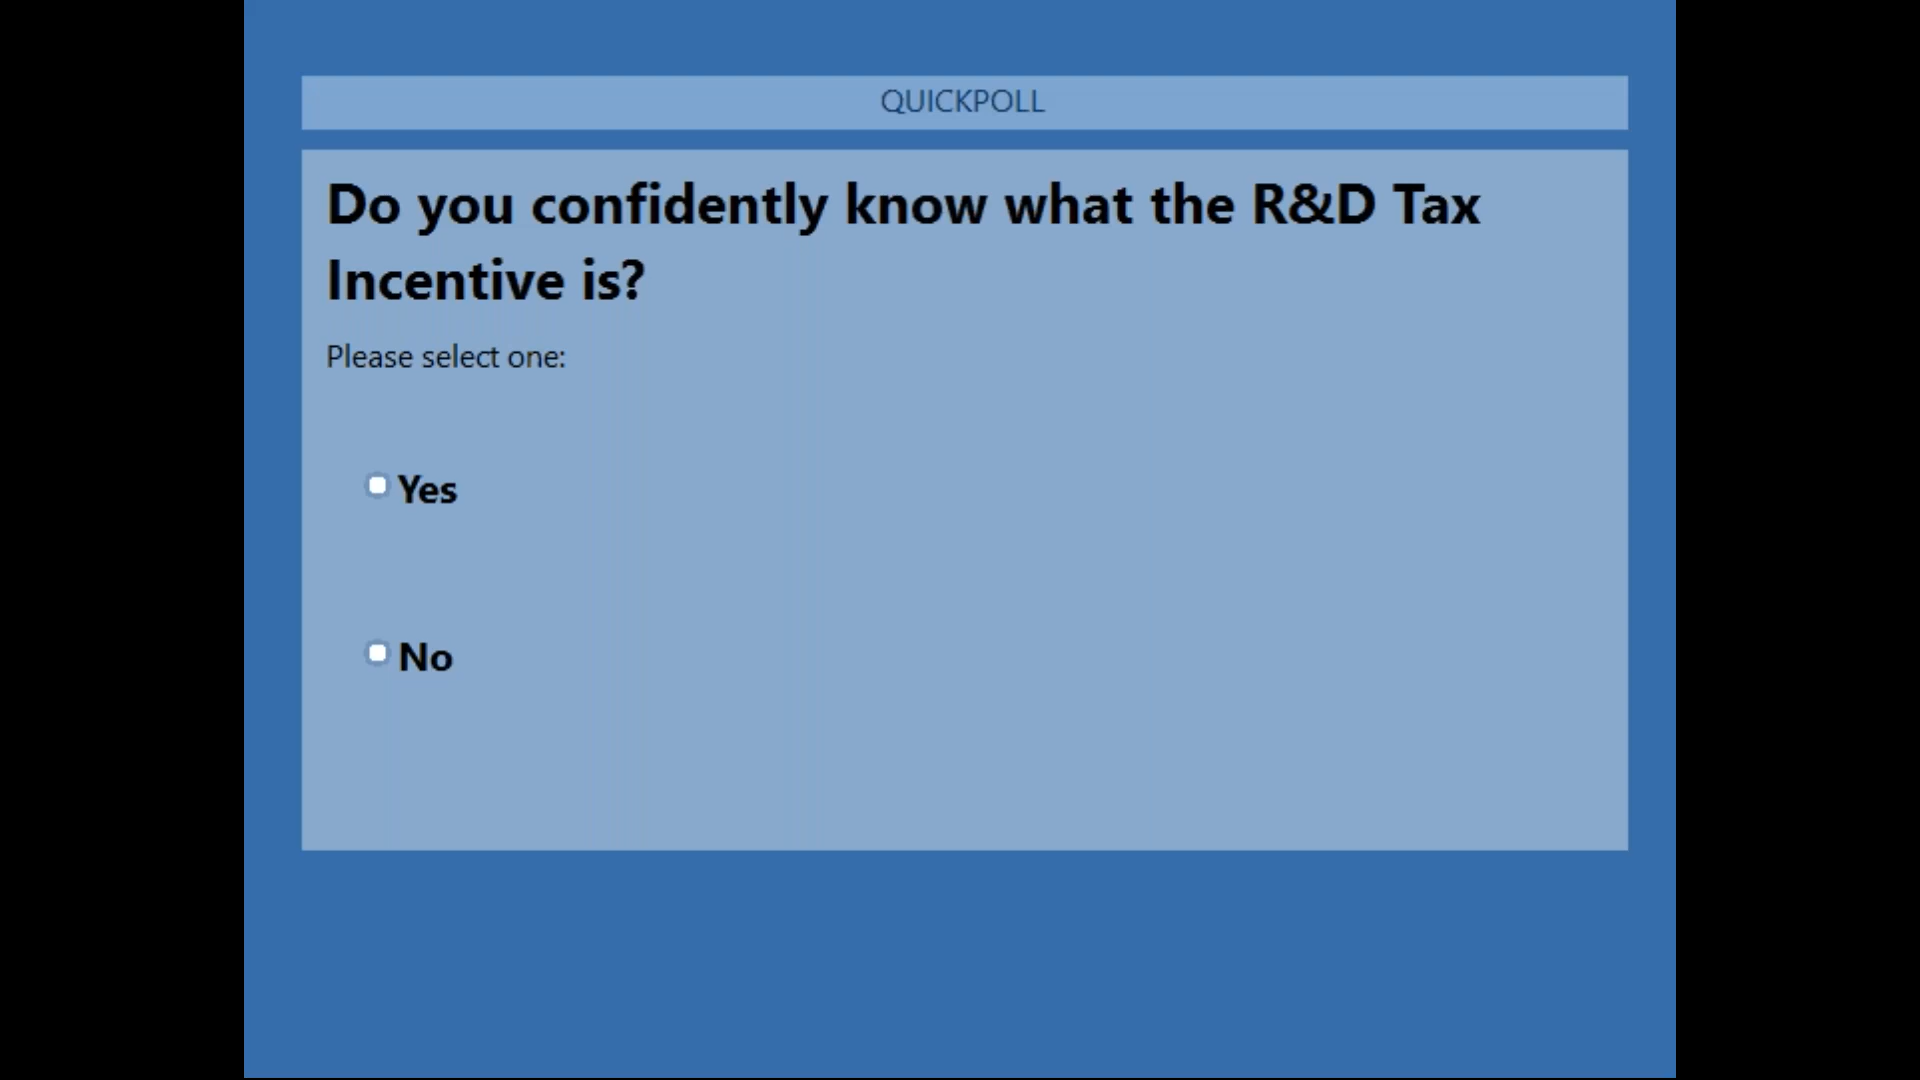 QUICKPOLL
Do you confidently know what the R&D Tax
Incentive is?
Please select one:
Yes
No